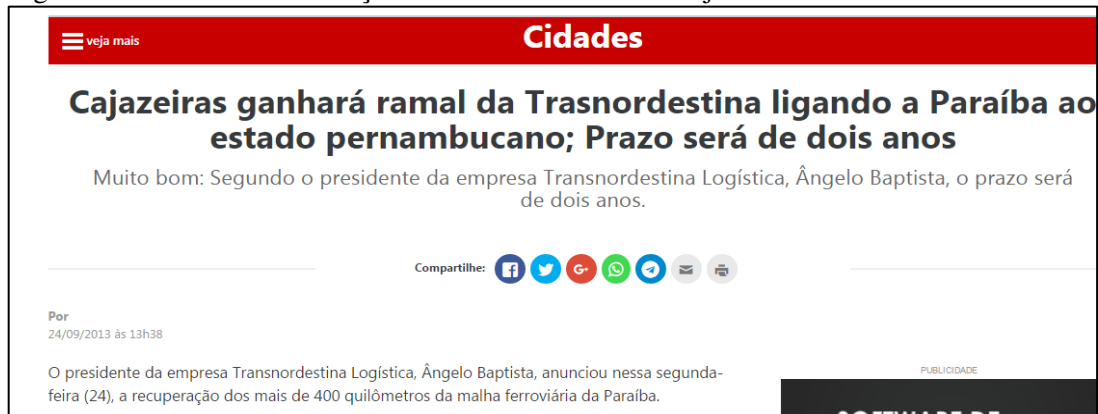 veja mais
Cidades
Cajazeiras ganhará ramal da Trasnordestina ligando a Paraíba ao
estado pernambucano; Prazo será de dois anos
Muito bom: Segundo o presidente da empresa Transnordestina Logística, Ângelo Baptista, o prazo será
de dois anos.
Compartilhe:
Por
24/09/2013 às 13h38
O presidente da empresa Transnordestina Logística, Ângelo Baptista, anunciou nessa segunda-
feira (24), a recuperação dos mais de 400 quilômetros da malha ferroviária da Paraíba.
PUBLICIDADE